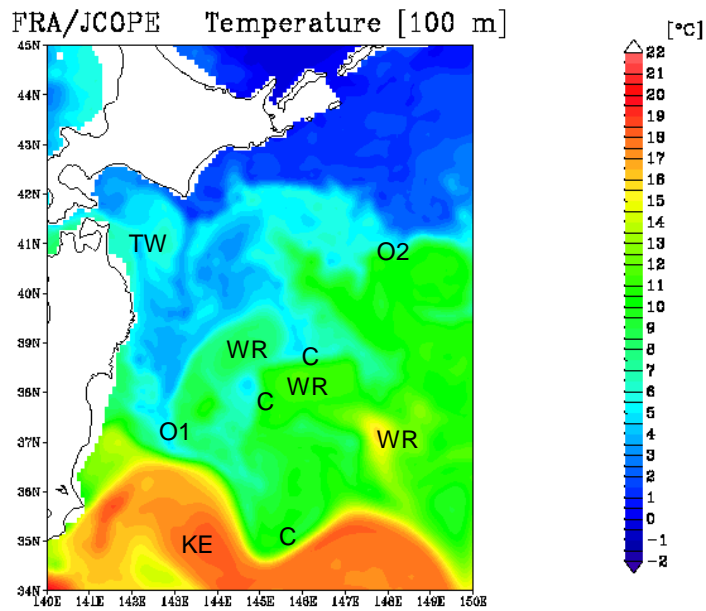 FRA/JCOPE Temperature [100 m]
[°C]
45N
44N
43N
42N
41N
40N
39N
38N
37N
36N
35N
34N
140E 141E 142E 143E 144E 145E 146E 147E 148E 149E 150E
TW
O2
WR
C
WR
C
O1
WR
C
KE
22
21
20
19
18
17
16
15
14
13
12
11
10
9
8
7
6
5
4
3
2
1
0
-1
-2